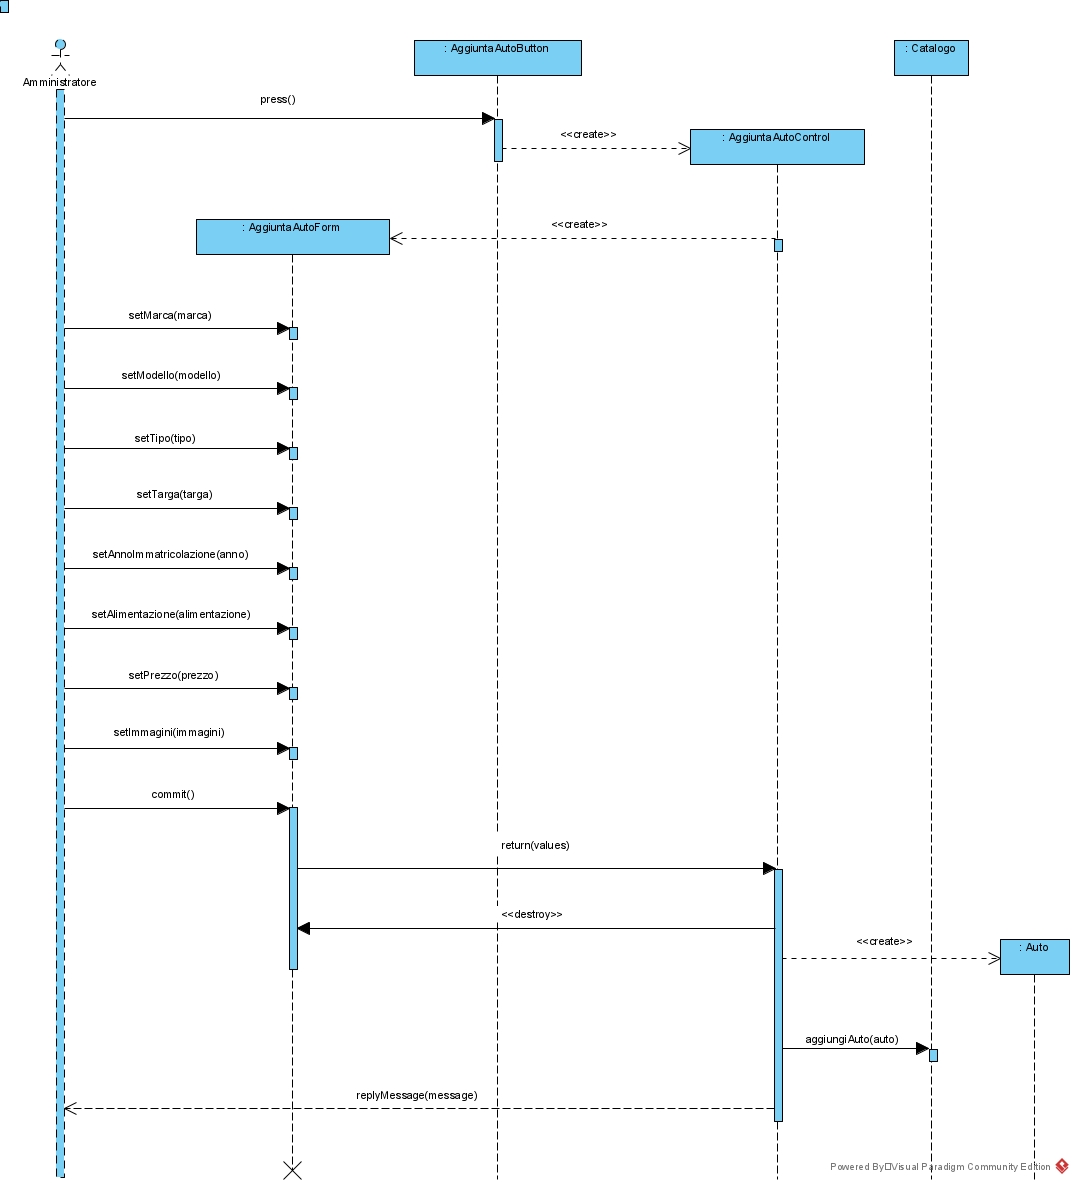 : AggiuntaAutoButton
: Catalogo
Amministratore
press()
<<create>>
: AggiuntaAutoControl
: AggiuntaAutoForm
<<create>>
setMarca(marca)
setModello(modello)
setTipo(tipo)
setTarga(targa)
setAnnoImmatricolazione(anno)
setAlimentazione(alimentazione)
setPrezzo(prezzo)
setImmagini(immagini)
commit()
return(values)
<<destroy>>
<<create>>
: Auto
aggiungiAuto(auto)
replyMessage(message)
Powered By Visual Paradigm Community Edition